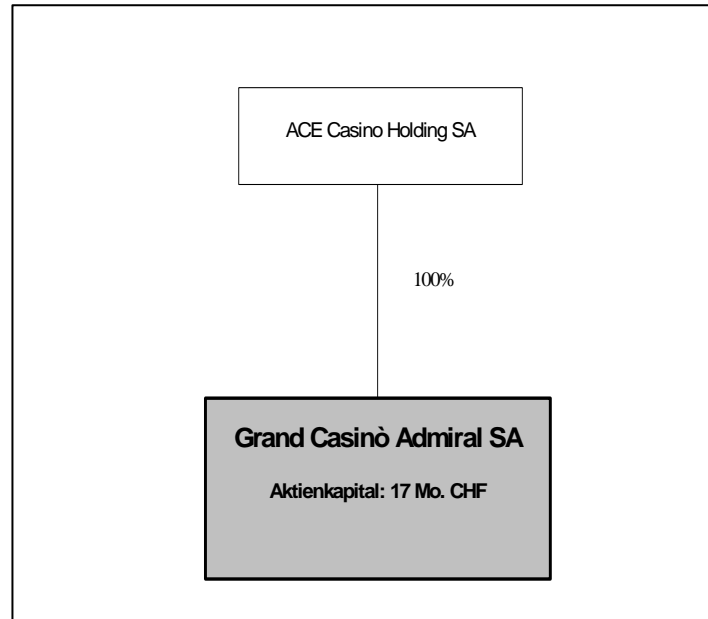 ACE Casino Holding SA
100%
Grand Casinò Admiral SA
Aktienkapital: 17 Mo. CHF